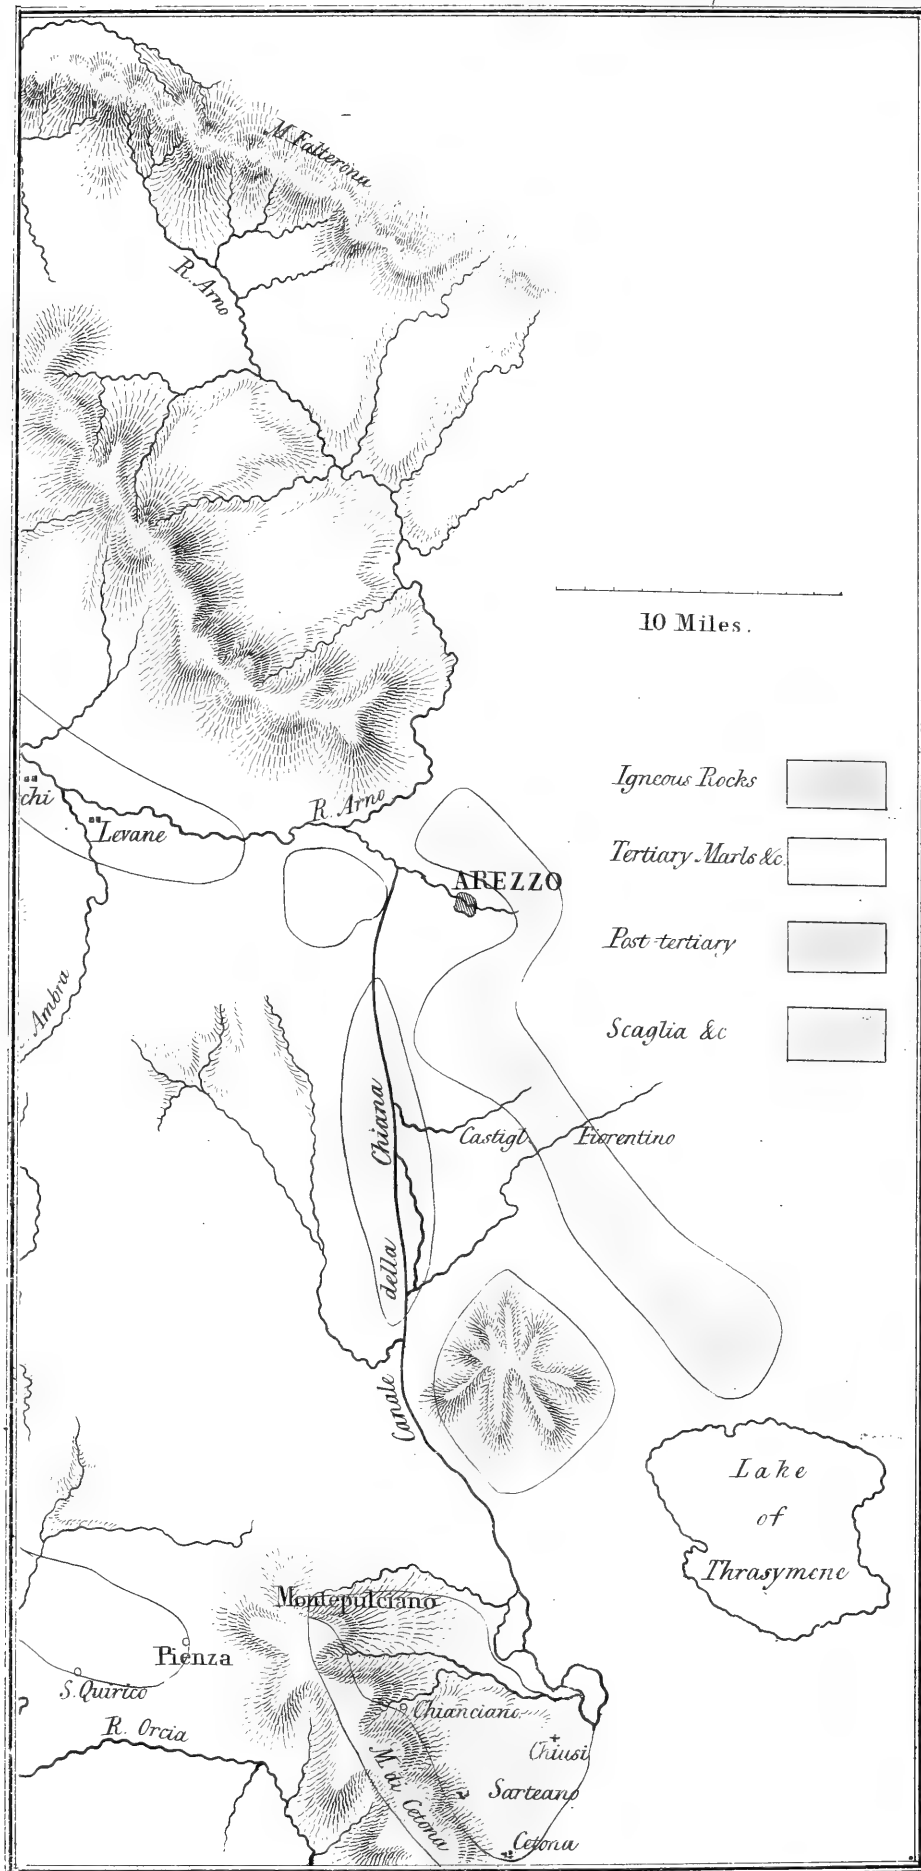 M. Falterona
R. Arno
10 Miles.
Igneous Rocks
chi
R. Arno
Levane
Tertiary Marls &c.
AREZZO
Post-tertiary
Ambra
Scaglia &c
Castigl. Fiorentino
Canale della Chiana
Lake
of
Thrasymene
Montepulciano
Pienza
S. Quirico
Chianciano.
R. Orcia
Chiusi
M. di Cetona
Sarteano
Cetona